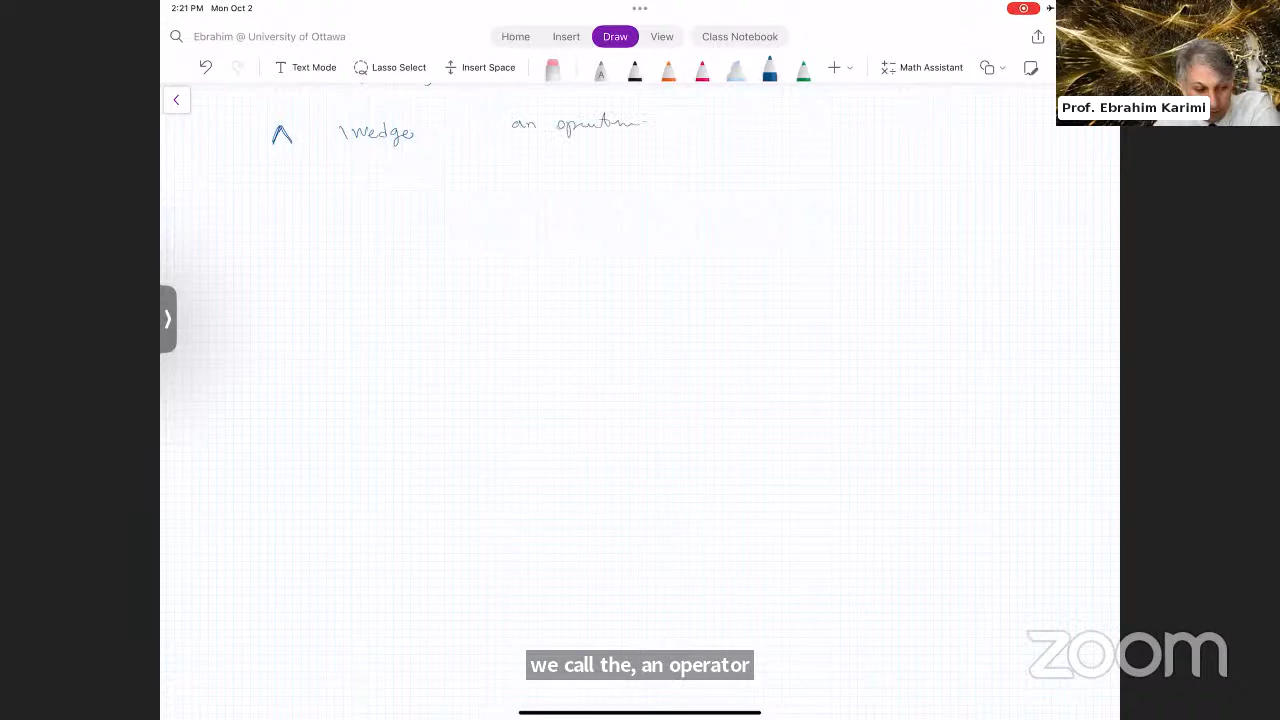 2:21 PM Mon Oct 2
Ebrahim @ University of Ottawa
Home Insert Draw View Class Notebook
Text Mode Lasso Select Insert Space A Math Assistant
Prof. Ebrahim Karimi
∧ \wedge an
we call the, an operator
zoom